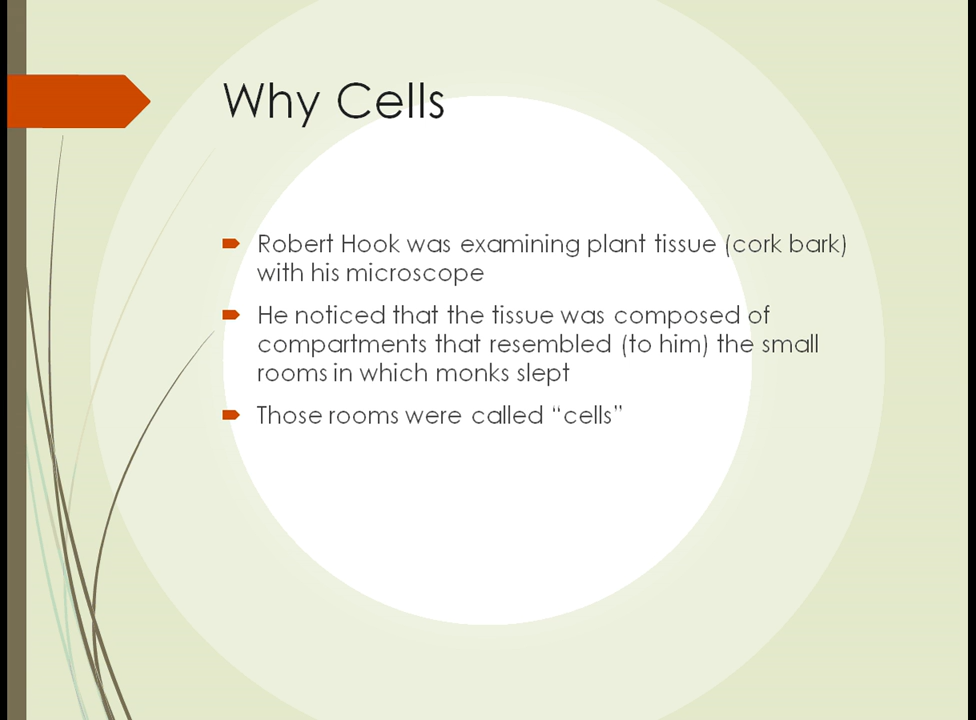 Why Cells
Robert Hook was examining plant tissue (cork bark)
with his microscope
He noticed that the tissue was composed of
compartments that resembled (to him) the small
rooms in which monks slept
Those rooms were called “cells”